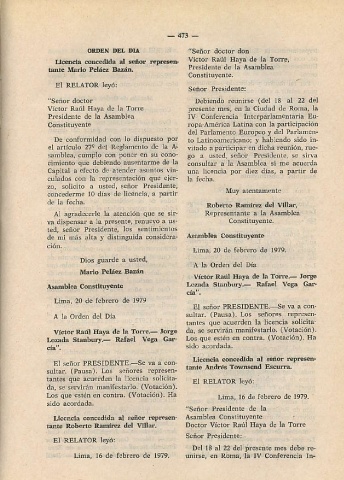 — 473 —
ORDEN DEL DIA
Licencia concedida al señor represen-
tante Mario Peláez Bazán.
El RELATOR leyó:
"Señor doctor
Víctor Raúl Haya de la Torre
Presidente de la Asamblea
Constituyente
De conformidad con lo dispuesto por
el artículo 27º del Reglamento de la A-
samblea, cumplo con poner en su cono-
cimiento que debiendo ausentarme de la
Capital a efecto de atender asuntos vin-
culados con la representación que ejer-
zo, solicito a usted, señor Presidente,
concederme 10 días de licencia, a partir
de la fecha.
Al agradecerle la atención que se sir-
va dispensar a la presente, renuevo a us-
ted, señor Presidente, los sentimientos
de mi más alta y distinguida considera-
ción.
Dios guarde a usted,
Mario Peláez Bazán
Asamblea Constituyente
Lima, 20 de febrero de 1979
A la Orden del Día
Víctor Raúl Haya de la Torre.— Jorge
Lozada Stanbury.— Rafael Vega Gar-
cía".
El señor PRESIDENTE—Se va a con-
sultar. (Pausa). Los señores represen-
tantes que acuerden la licencia solicita-
da, se servirán manifestarlo. (Votación).
Los que estén en contra. (Votación). Ha
sido acordada.
Licencia concedida al señor represen-
tante Roberto Ramírez del Villar.
El RELATOR leyó:
Lima, 16 de febrero de 1979.
"Señor doctor don
Víctor Raúl Haya de la Torre,
Presidente de la Asamblea
Constituyente.
Señor Presidente:
Debiendo reunirse (del 18 al 22 del
presente mes, en la Ciudad de Roma, la
IV Conferencia Interparlamentaria Eu-
ropa-América Latina con la participación
del Parlamento Europeo y del Parlamen-
to Latinoamericano; y habiendo sido in-
vitado a participar en dicha reunión, rue-
go a usted, señor Presidente, se sirva
consultar a la Asamblea si me acuerda
una licencia por diez días, a partir de
la fecha.
Muy atentamente
Roberto Ramírez del Villar,
Representante a la Asamblea
Constituyente.
Asamblea Constituyente
Lima, 20 de febrero de 1979.
A la Orden del Día
Víctor Raúl Haya de la Torre.— Jorge
Lozada Stanbury.— Rafael Vega Gar-
cía".
El señor PRESIDENTE.—Se va a con-
sultar. (Pausa). Los señores represen-
tantes que acuerden la licencia solicita-
da, se servirán manifestarlo. (Votación).
Los que estén en contra. (Votación). Ha
sido acordada.
Licencia concedida al señor represen-
tante Andrés Townsend Ezcurra.
El RELATOR leyó:
Lima, 16 de febrero de 1979.
"Señor Presidente de la
Asamblea Constituyente
Doctor Víctor Raúl Haya de la Torre
Señor Presidente:
Del 18 al 22 del presente mes debe re-
unirse, en Roma, la IV Conferencia In-